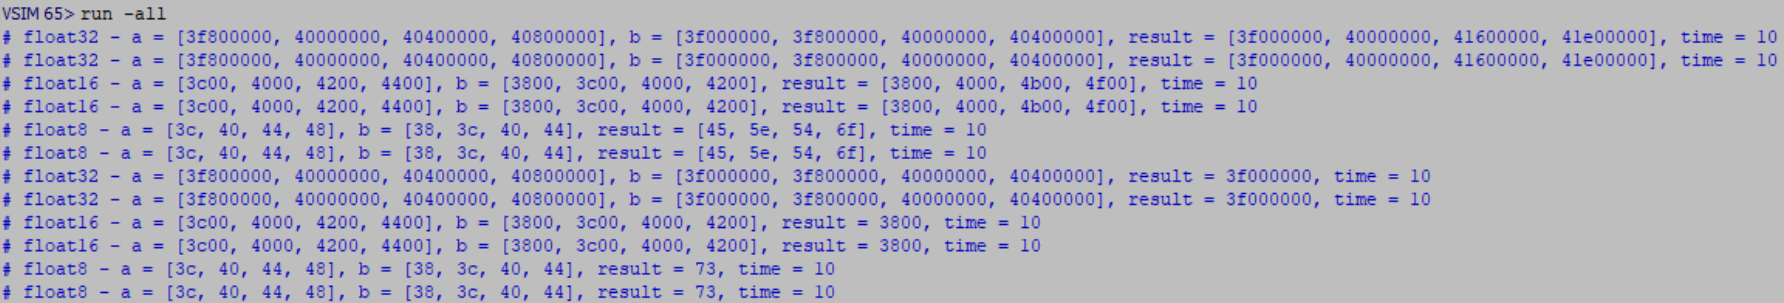 VSIM 65> run -all
# float32 - a = [3f800000, 40000000, 40400000, 40800000], b = [3f000000, 3f800000, 40000000, 40400000], result = [3f000000, 40000000, 41600000, 41e00000], time = 10
# float32 - a = [3f800000, 40000000, 40400000, 40800000], b = [3f000000, 3f800000, 40000000, 40400000], result = [3f000000, 40000000, 41600000, 41e00000], time = 10
# float16 - a = [3c00, 4000, 4200, 4400], b = [3800, 3c00, 4000, 4200], result = [3800, 4000, 4b00, 4f00], time = 10
# float16 - a = [3c00, 4000, 4200, 4400], b = [3800, 3c00, 4000, 4200], result = [3800, 4000, 4b00, 4f00], time = 10
# float8 - a = [3c, 40, 44, 48], b = [38, 3c, 40, 44], result = [45, 5e, 54, 6f], time = 10
# float8 - a = [3c, 40, 44, 48], b = [38, 3c, 40, 44], result = [45, 5e, 54, 6f], time = 10
# float32 - a = [3f800000, 40000000, 40400000, 40800000], b = [3f000000, 3f800000, 40000000, 40400000], result = 3f000000, time = 10
# float32 - a = [3f800000, 40000000, 40400000, 40800000], b = [3f000000, 3f800000, 40000000, 40400000], result = 3f000000, time = 10
# float16 - a = [3c00, 4000, 4200, 4400], b = [3800, 3c00, 4000, 4200], result = 3800, time = 10
# float16 - a = [3c00, 4000, 4200, 4400], b = [3800, 3c00, 4000, 4200], result = 3800, time = 10
# float8 - a = [3c, 40, 44, 48], b = [38, 3c, 40, 44], result = 73, time = 10
# float8 - a = [3c, 40, 44, 48], b = [38, 3c, 40, 44], result = 73, time = 10